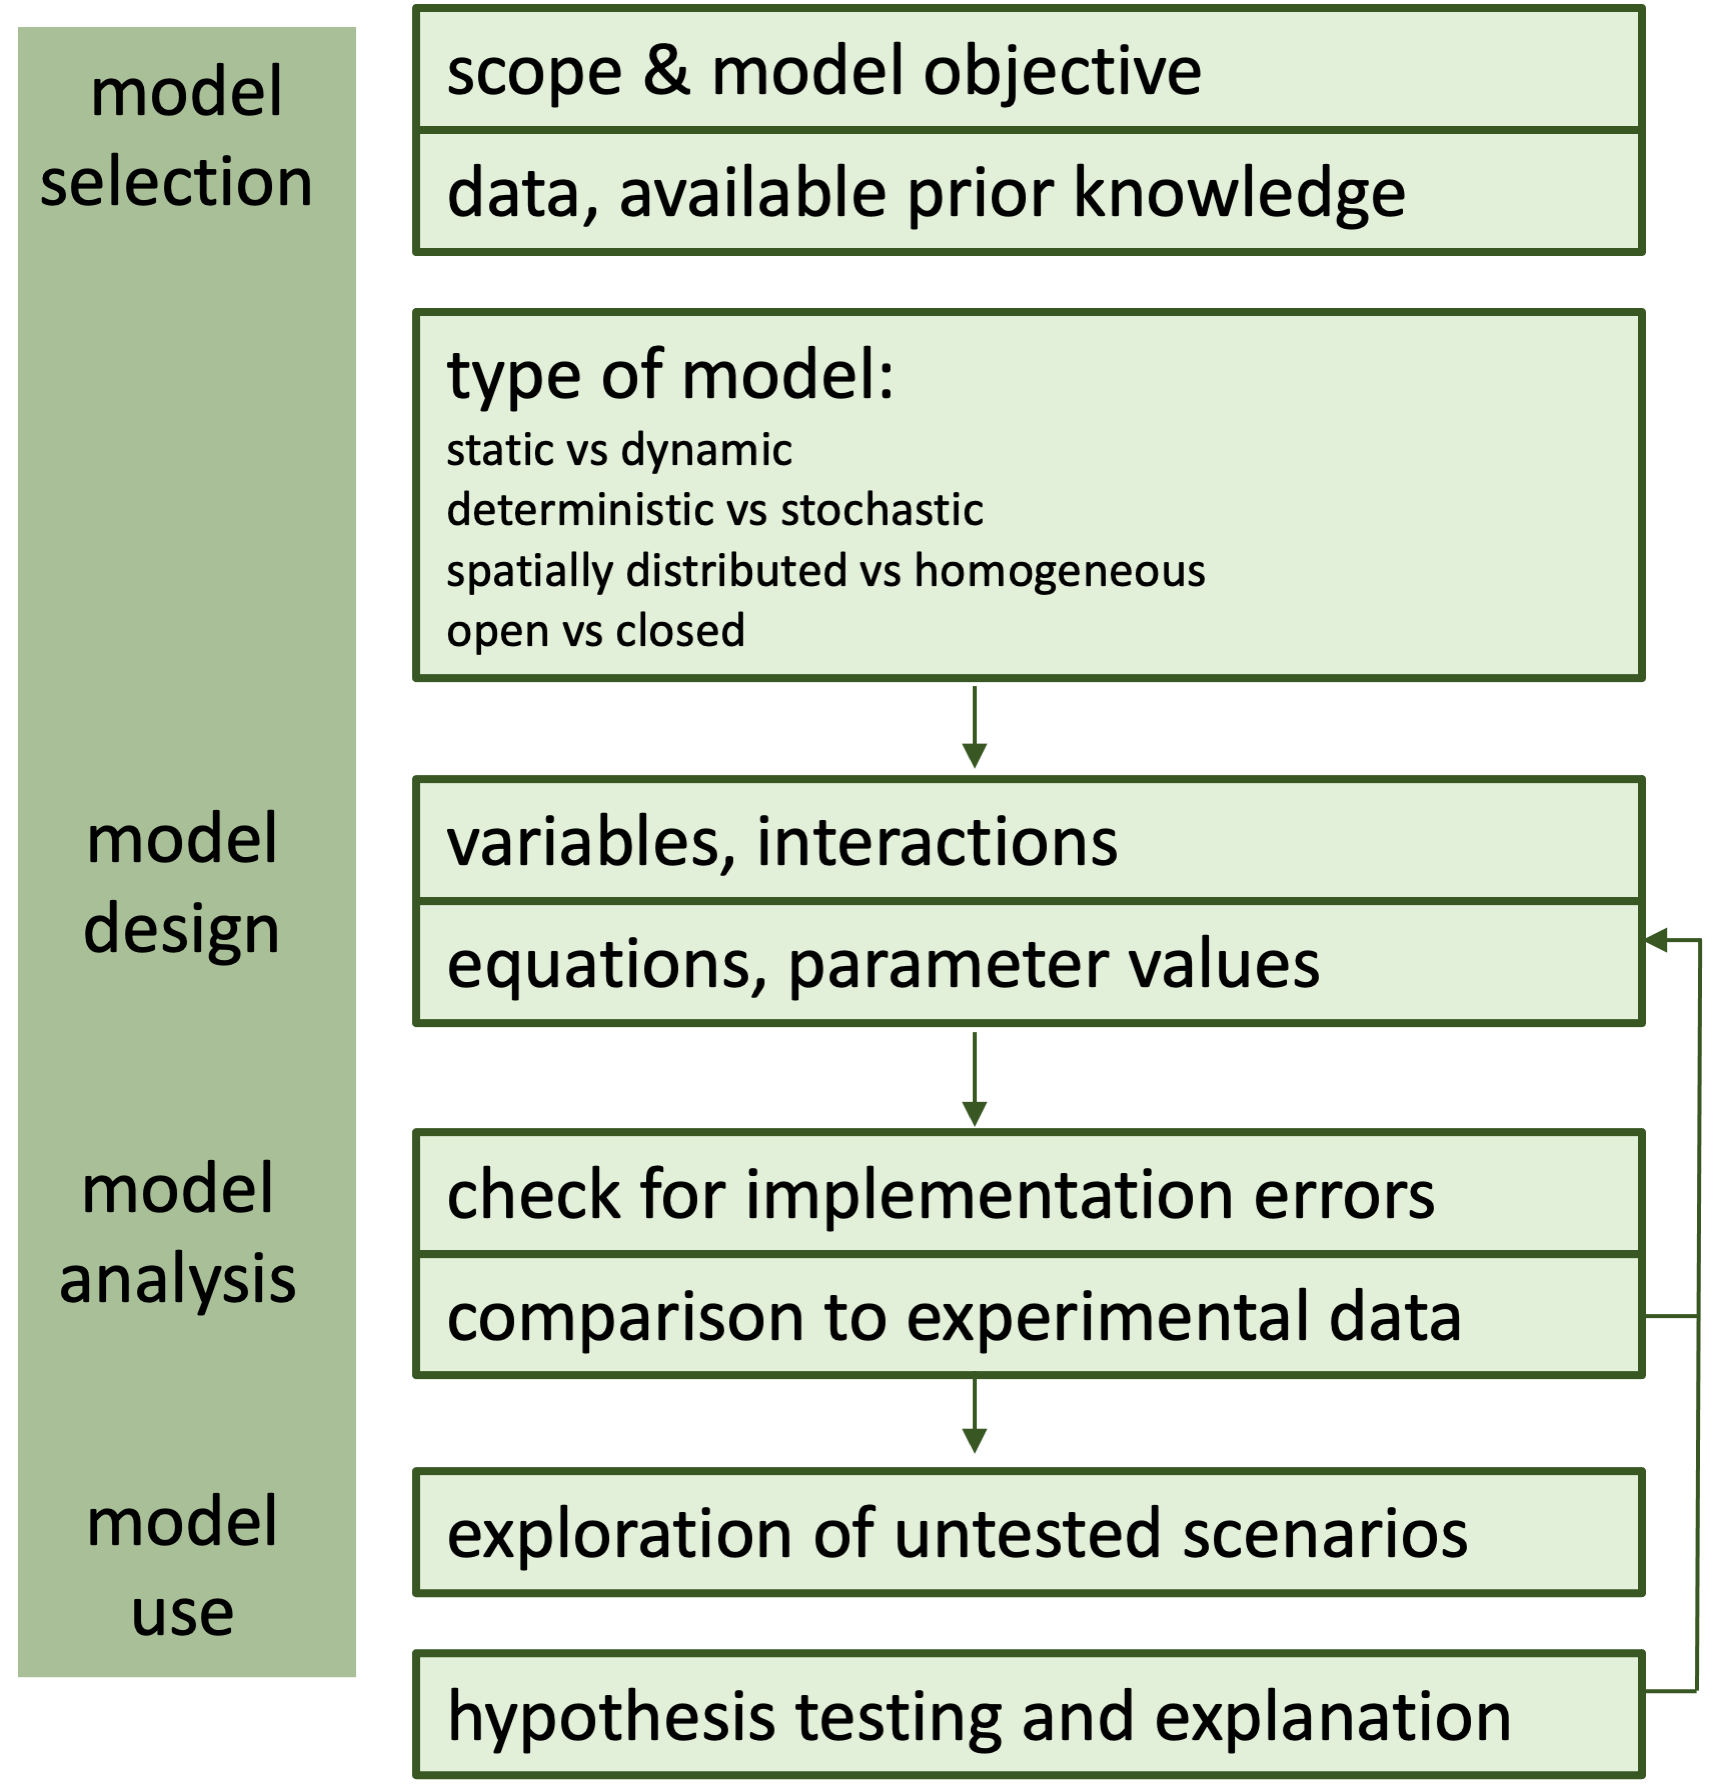 model
selection
scope & model objective
data, available prior knowledge
type of model:
static vs dynamic
deterministic vs stochastic
spatially distributed vs homogeneous
open vs closed
model
design
variables, interactions
equations, parameter values
model
analysis
check for implementation errors
comparison to experimental data
model
use
exploration of untested scenarios
hypothesis testing and explanation